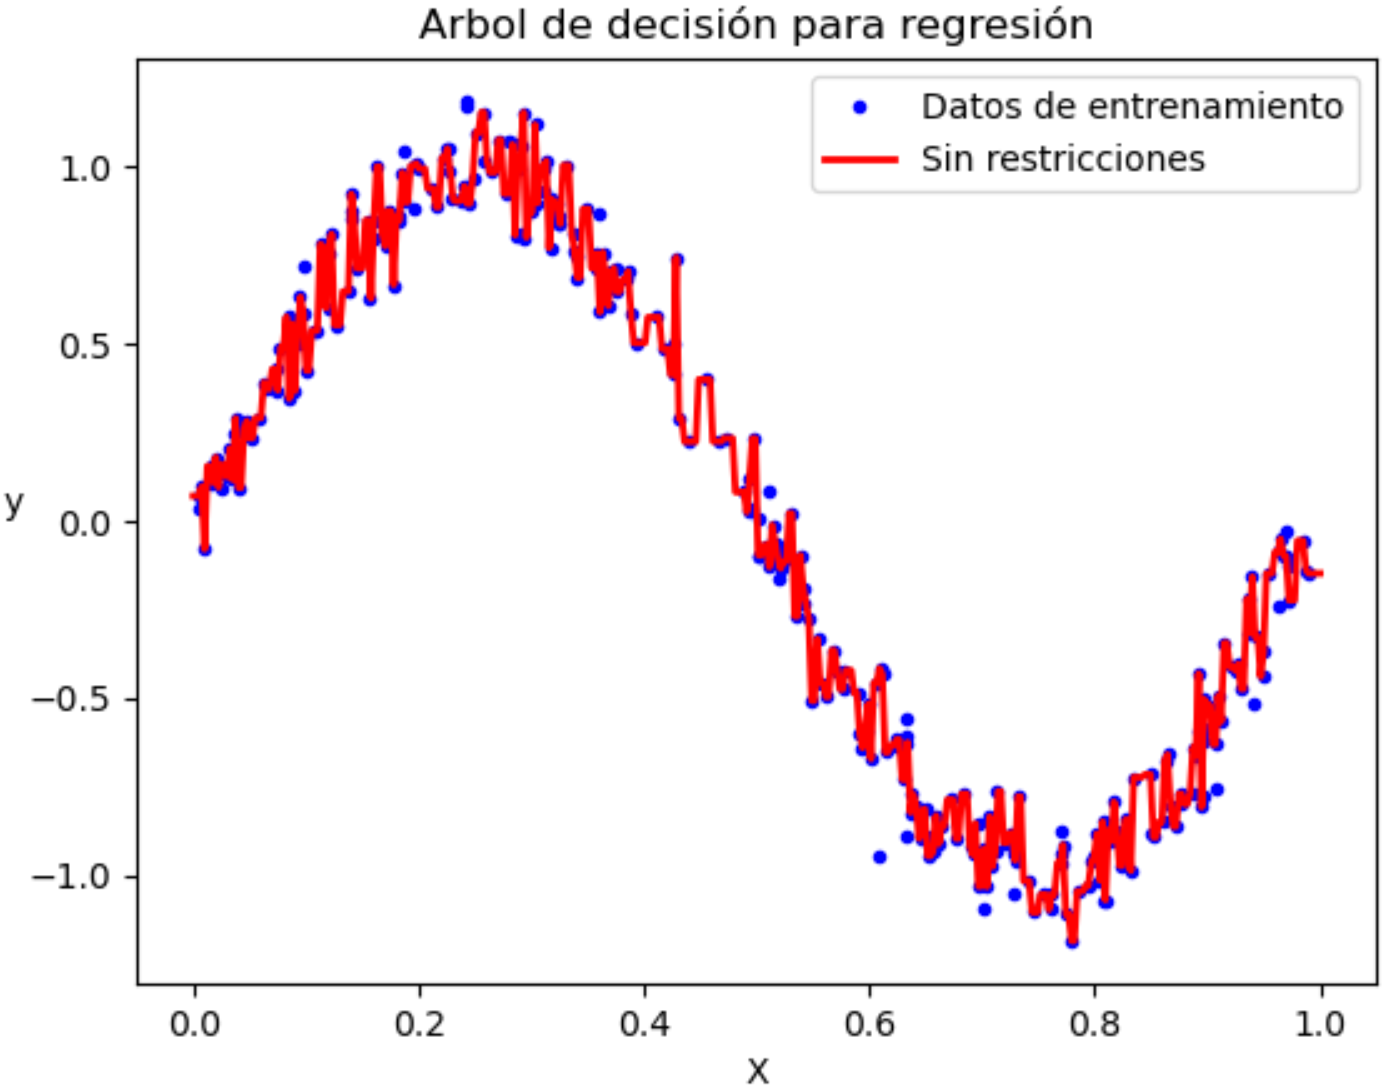 Arbol de decisión para regresión
Datos de entrenamiento
Sin restricciones
1.0
0.5
0.0
−0.5
−1.0
y
0.0 0.2 0.4 0.6 0.8 1.0
X